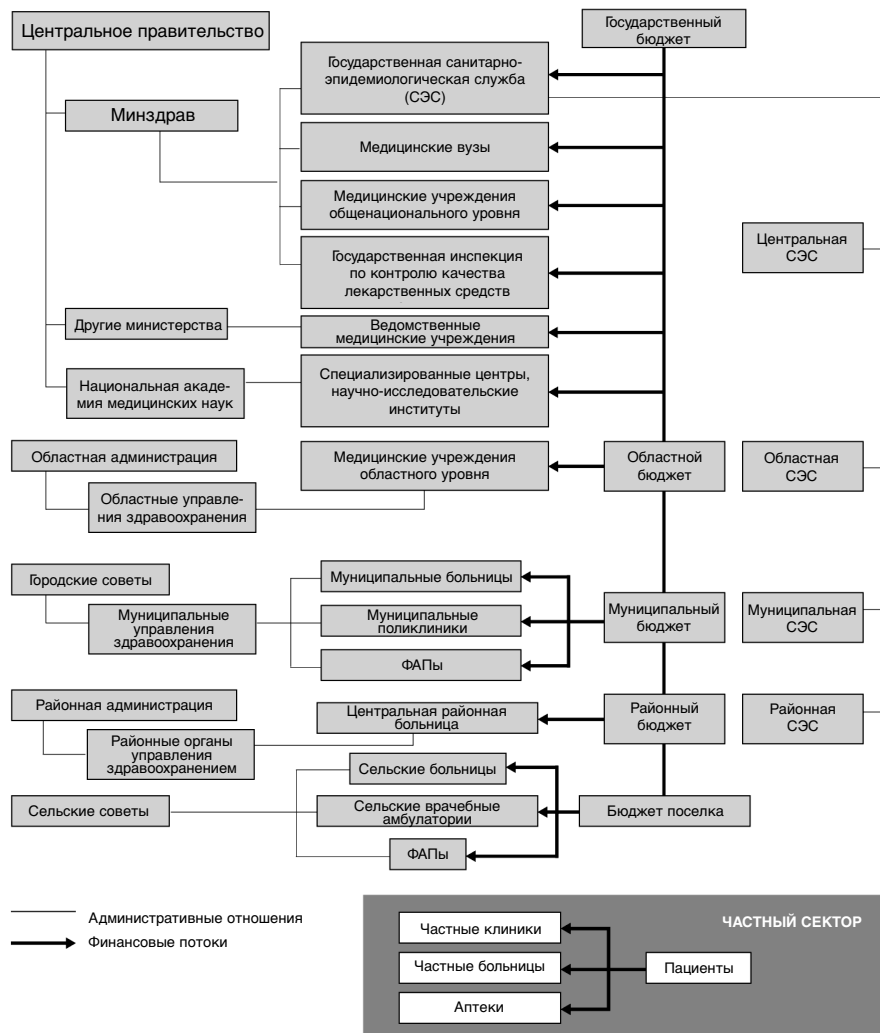 Центральное правительство
Государственный
бюджет
Государственная санитарно-
эпидемиологическая служба
(СЭС)
Минздрав
Медицинские вузы
Медицинские учреждения
общенационального уровня
Центральная
СЭС
Государственная инспекция
по контролю качества
лекарственных средств
Другие министерства
Ведомственные
медицинские учреждения
Национальная акаде-
мия медицинских наук
Специализированные центры,
научно-исследовательские
институты
Областная администрация
Медицинские учреждения
областного уровня
Областной
бюджет
Областная
СЭС
Областные управле-
ния здравоохранения
Городские советы
Муниципальные больницы
Муниципальные
управления
здравоохранения
Муниципальные
поликлиники
Муниципальный
бюджет
Муниципальная
СЭС
ФАПы
Районная администрация
Центральная районная
больница
Районный
бюджет
Районная
СЭС
Районные органы
управления
здравоохранением
Сельские больницы
Сельские советы
Сельские врачебные
амбулатории
Бюджет поселка
ФАПы
Административные отношения
Финансовые потоки
ЧАСТНЫЙ СЕКТОР
Частные клиники
Частные больницы
Пациенты
Аптеки